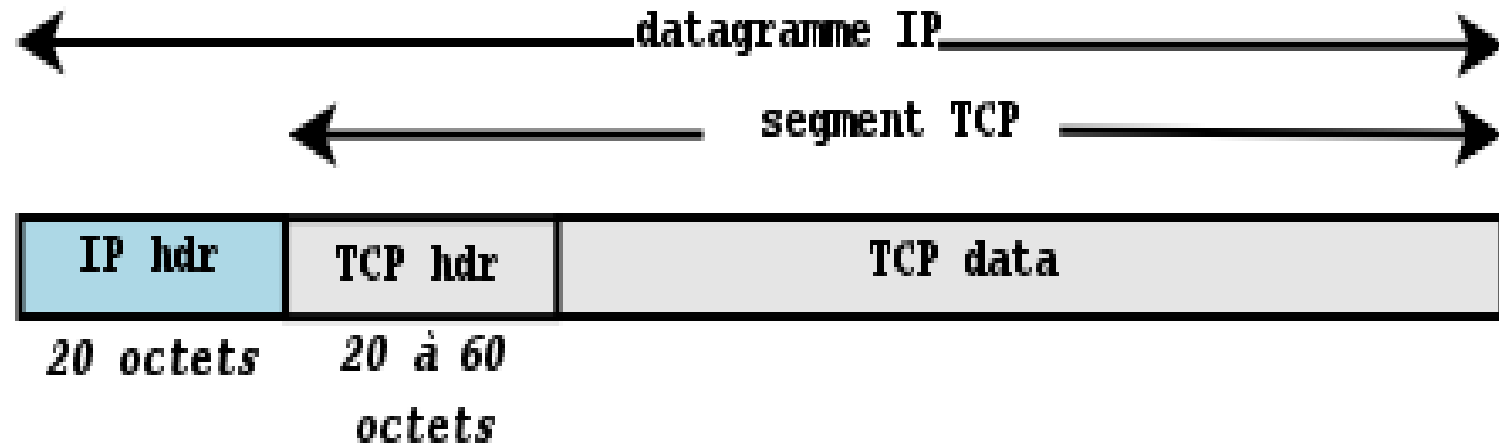 datagramme IP
segment TCP
IP hdr
TCP hdr
TCP data
20 octets
20 à 60
octets